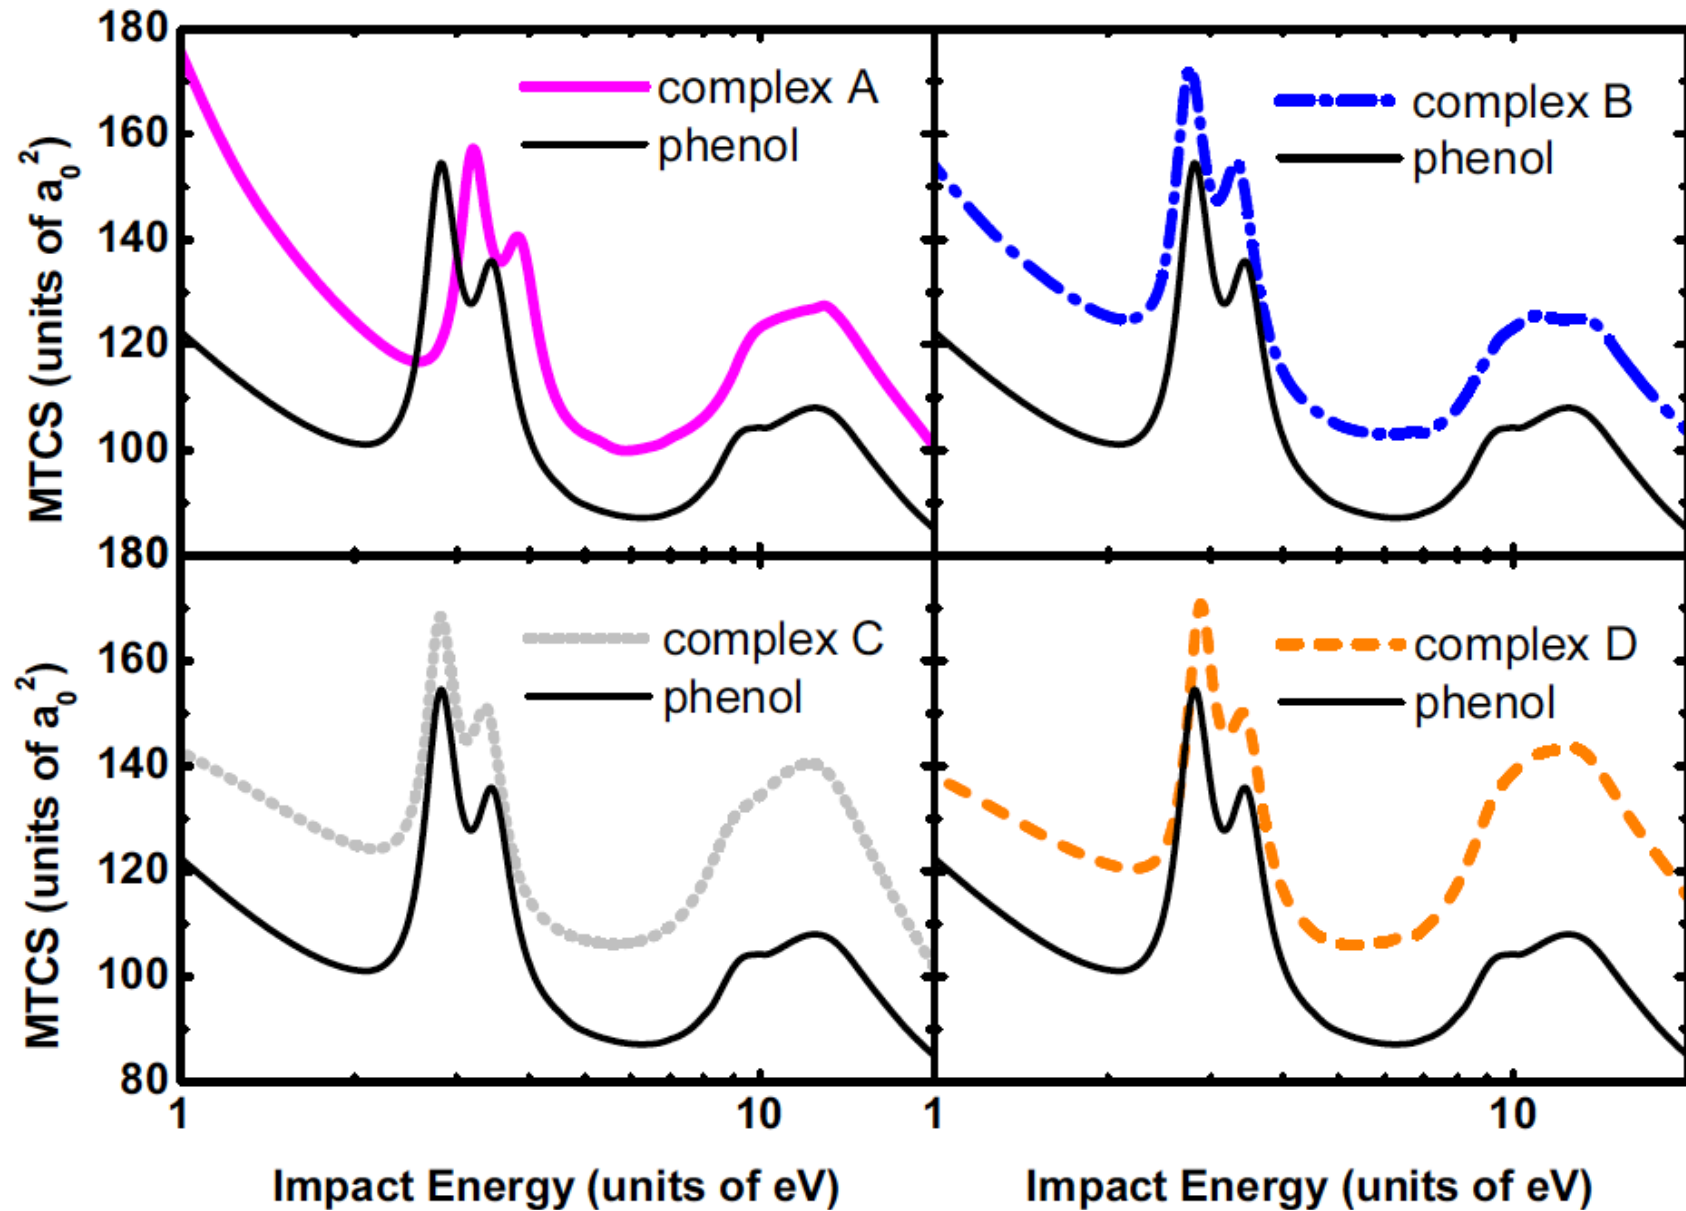 180
160
140
120
100
180
160
140
120
100
80
MTCS (units of a₀²)
MTCS (units of a₀²)
complex A
phenol
complex B
phenol
complex C
phenol
complex D
phenol
1
10
1
10
Impact Energy (units of eV)
Impact Energy (units of eV)